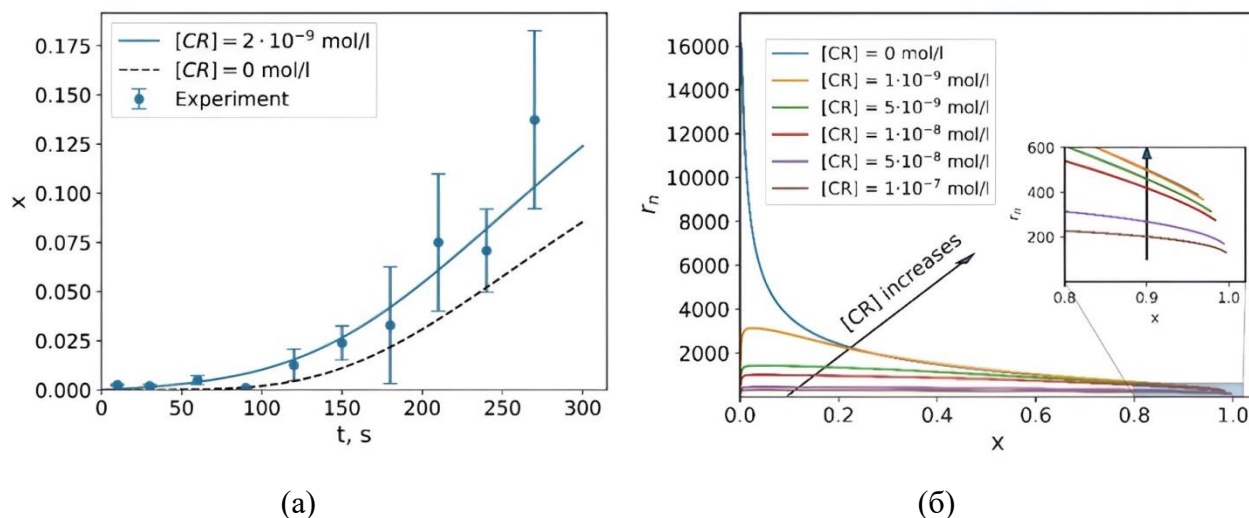 0.175
0.150
0.125
0.100
0.075
0.050
0.025
0.000
x
[CR] = 2 · 10⁻⁹ mol/l
[CR] = 0 mol/l
Experiment
0 50 100 150 200 250 300
t, s
(а)
16000
14000
12000
10000
8000
6000
4000
2000
rₙ
[CR] = 0 mol/l
[CR] = 1·10⁻⁹ mol/l
[CR] = 5·10⁻⁹ mol/l
[CR] = 1·10⁻⁸ mol/l
[CR] = 5·10⁻⁸ mol/l
[CR] = 1·10⁻⁷ mol/l
[CR] increases
600
400
200
rₙ
0.8 0.9 1.0
x
0.0 0.2 0.4 0.6 0.8 1.0
x
(б)